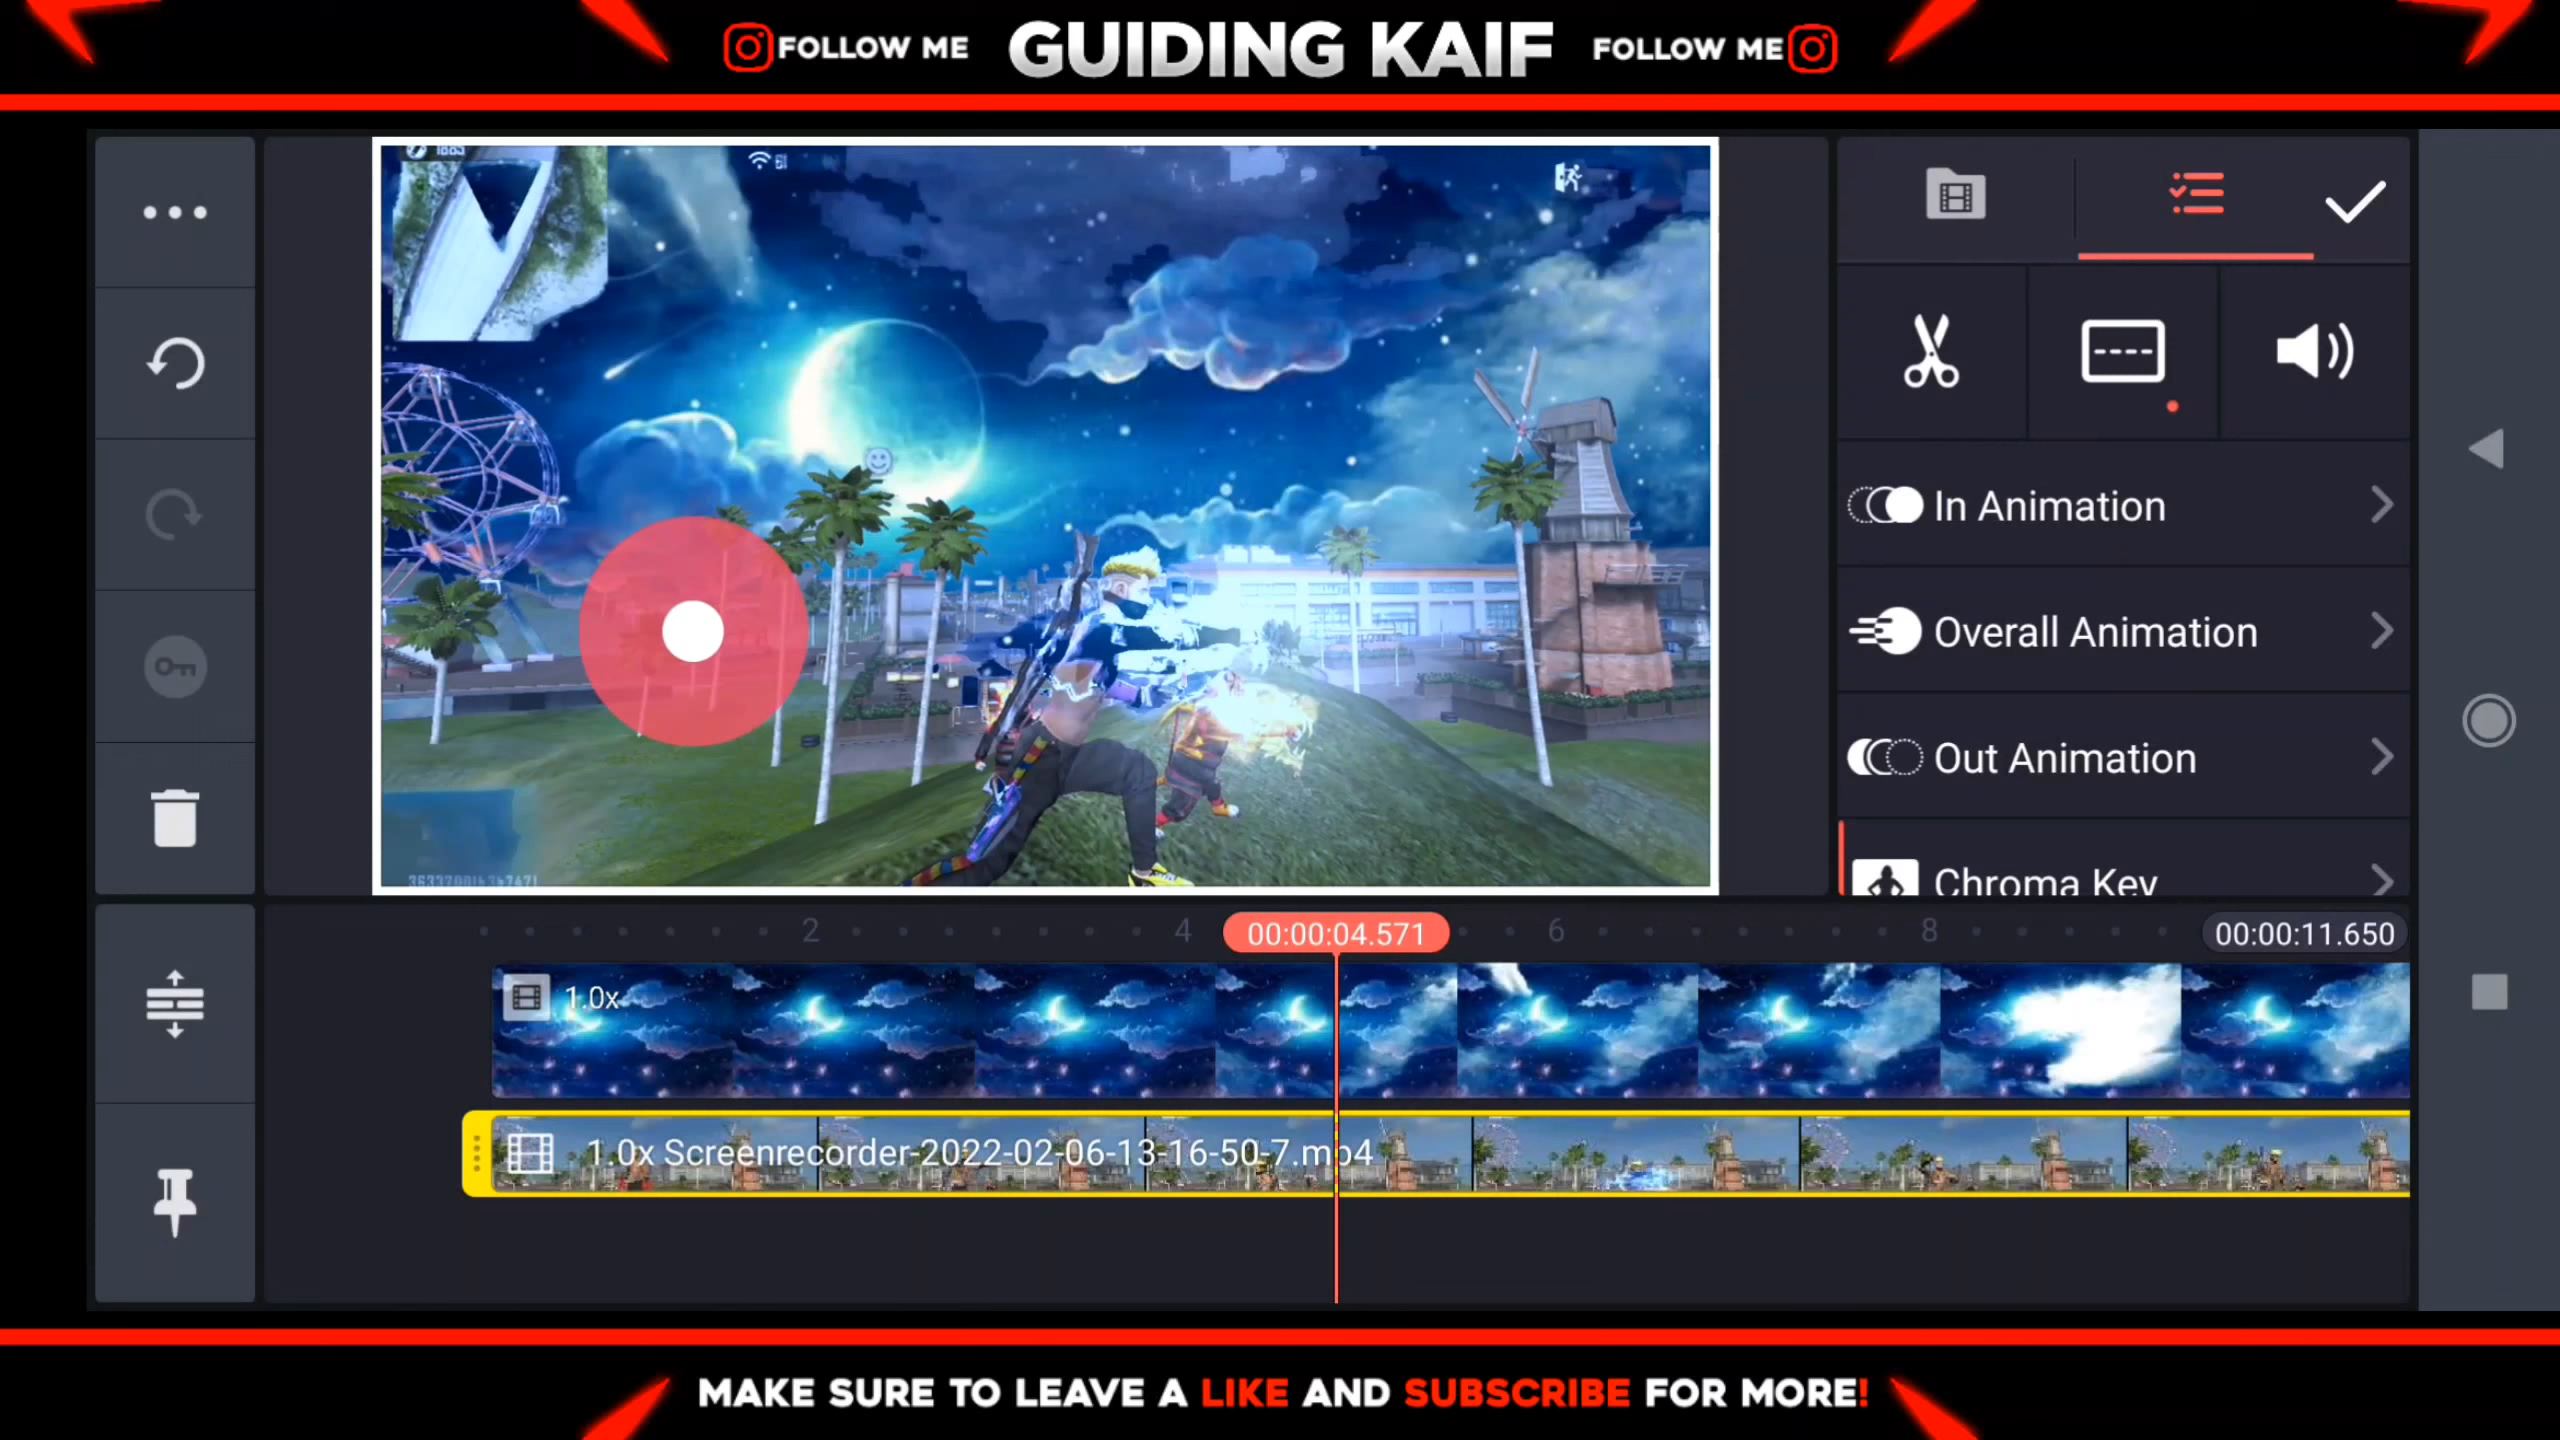 FOLLOW ME GUIDING KAIF FOLLOW ME
In Animation
Overall Animation
Out Animation
Chroma Key
2 4 00:00:04.571 6 8 00:00:11.650
1.0x
1.0x Screenrecorder-2022-02-06-13-16-50-7.mp4
MAKE SURE TO LEAVE A LIKE AND SUBSCRIBE FOR MORE!